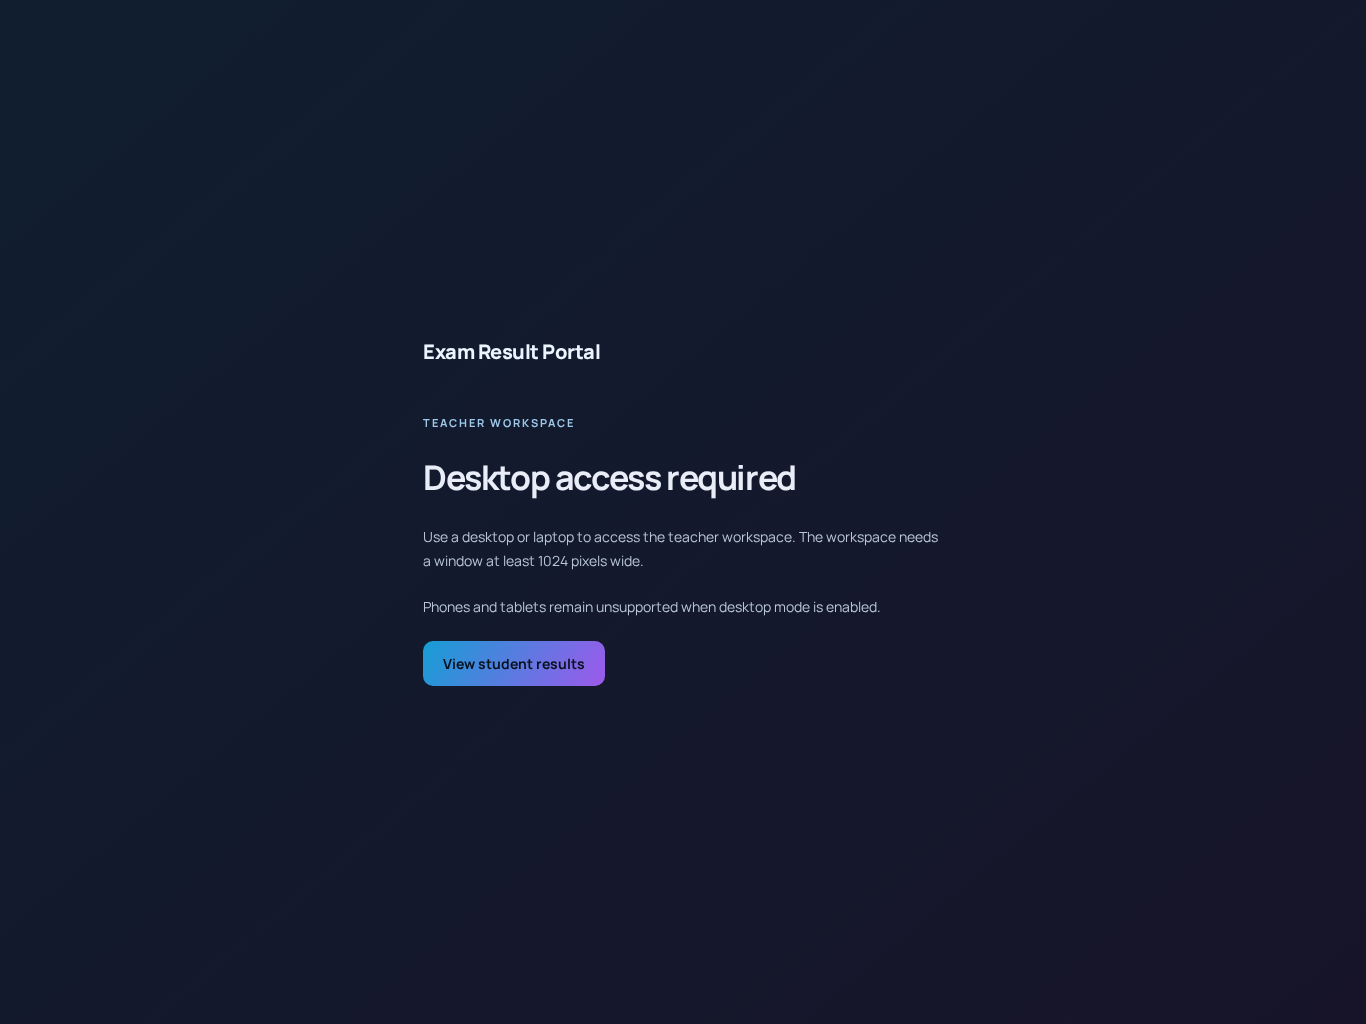 Exam Result Portal
TEACHER WORKSPACE
Desktop access required
Use a desktop or laptop to access the teacher workspace. The workspace needs
a window at least 1024 pixels wide.
Phones and tablets remain unsupported when desktop mode is enabled.
View student results